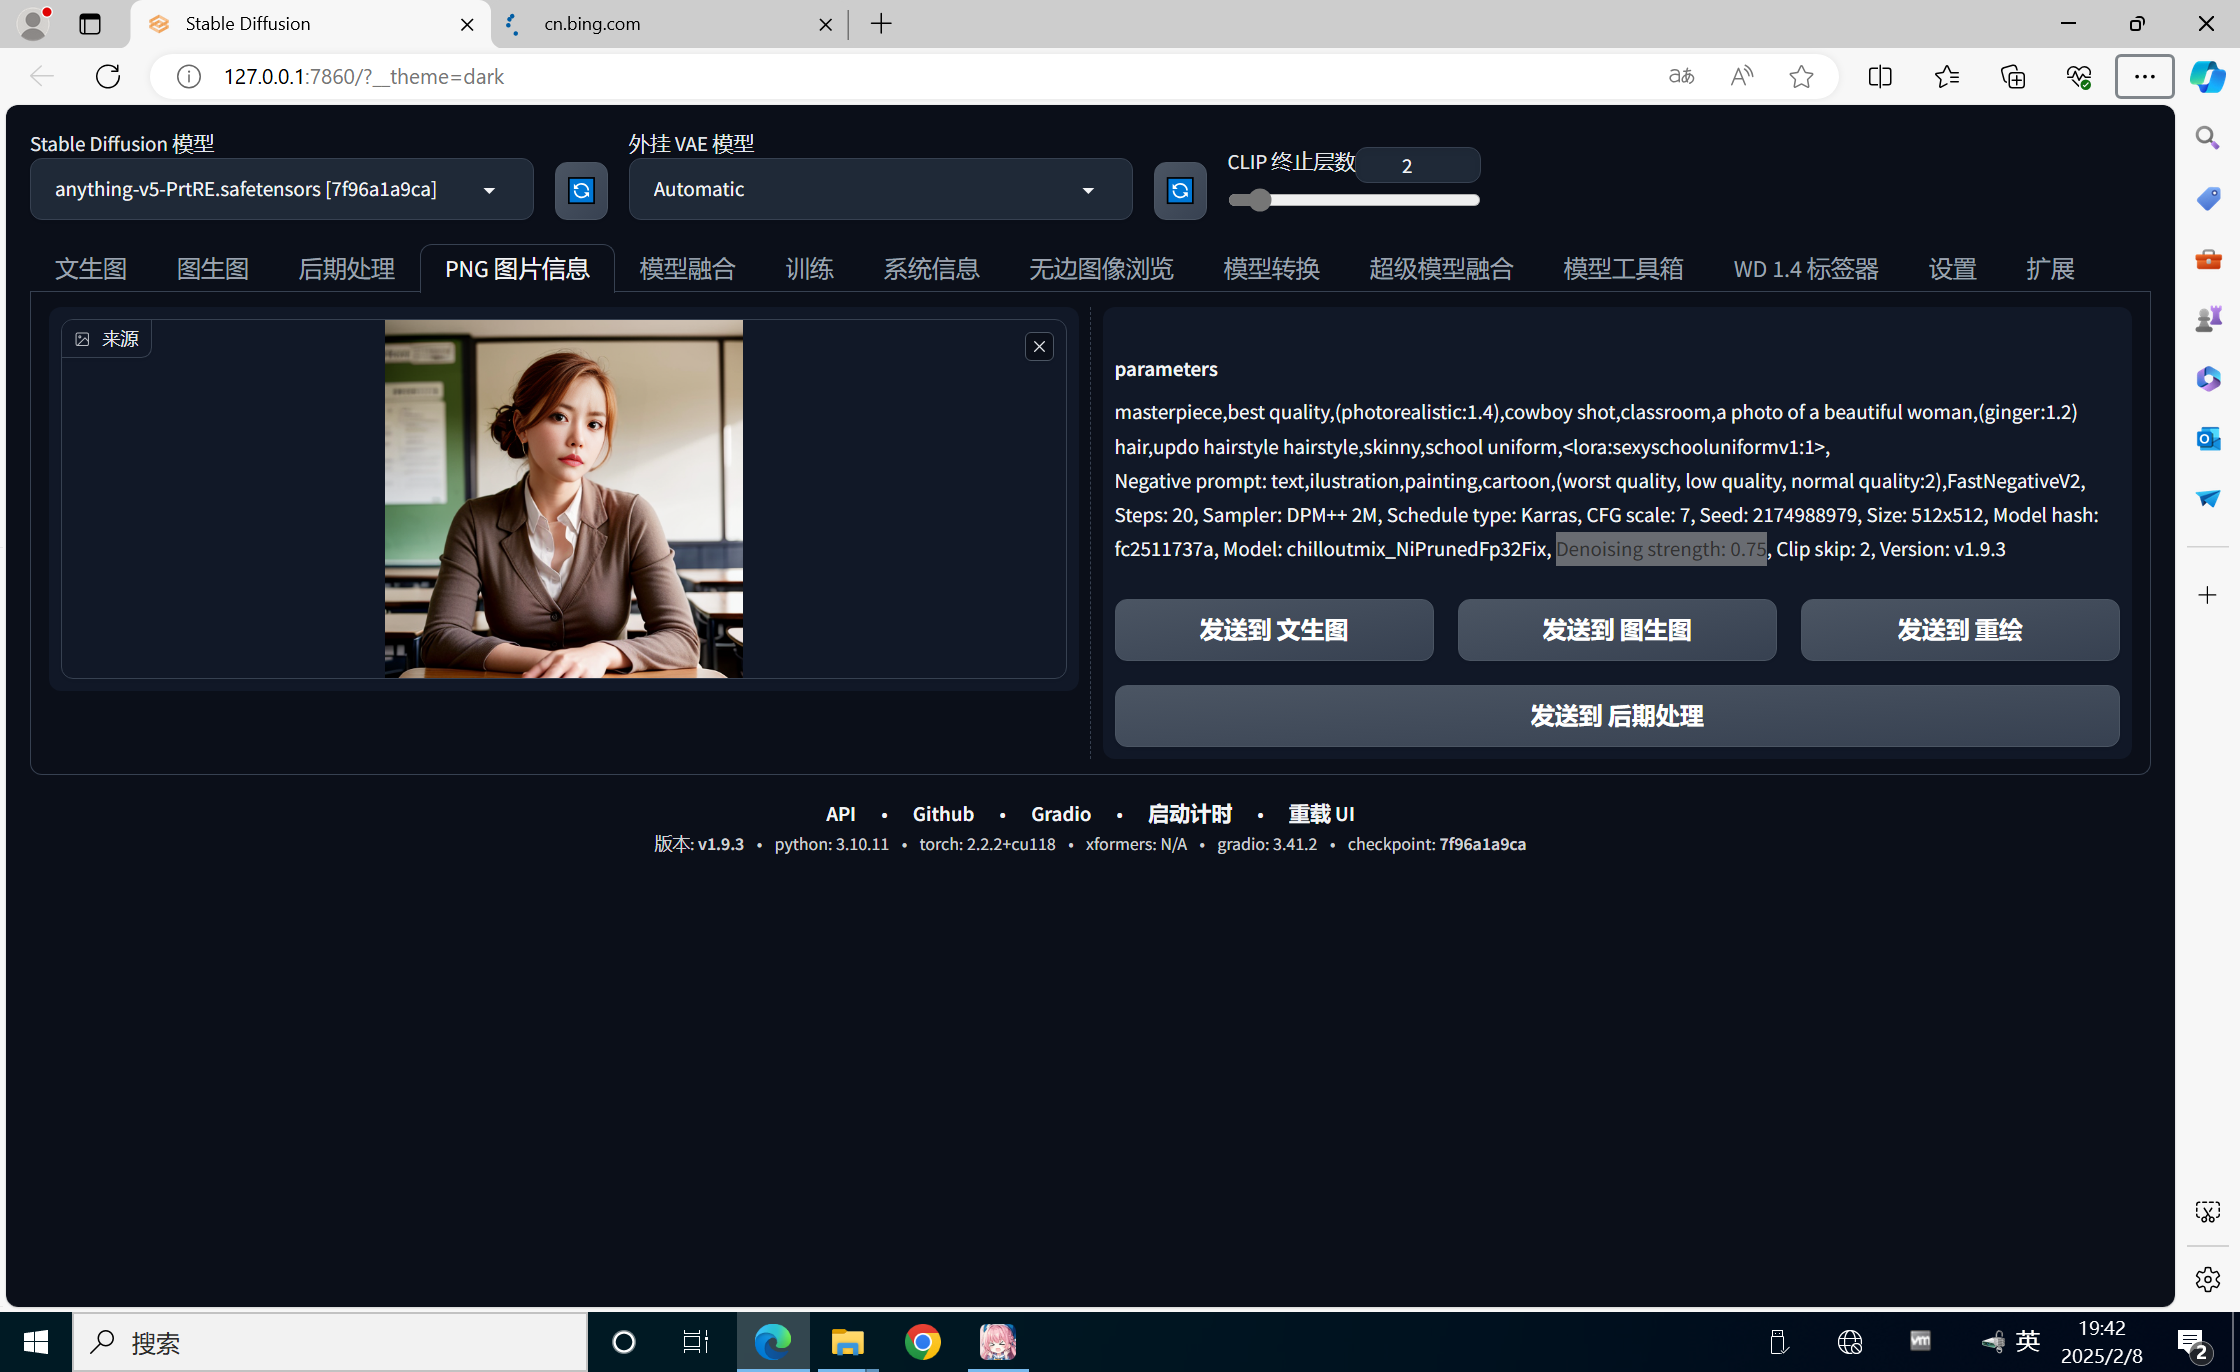 Stable Diffusion
cn.bing.com
127.0.0.1:7860/?__theme=dark
Stable Diffusion 模型
外挂 VAE 模型
CLIP 终止层数
2
anything-v5-PrtRE.safetensors [7f96a1a9ca]
Automatic
文生图 图生图 后期处理 PNG 图片信息 模型融合 训练 系统信息 无边图像浏览 模型转换 超级模型融合 模型工具箱 WD 1.4 标签器 设置 扩展
来源
parameters
masterpiece,best quality,(photorealistic:1.4),cowboy shot,classroom,a photo of a beautiful woman,(ginger:1.2)
hair,updo hairstyle hairstyle,skinny,school uniform,<lora:sexyschooluniformv1:1>,
Negative prompt: text,ilustration,painting,cartoon,(worst quality, low quality, normal quality:2),FastNegativeV2,
Steps: 20, Sampler: DPM++ 2M, Schedule type: Karras, CFG scale: 7, Seed: 2174988979, Size: 512x512, Model hash:
fc2511737a, Model: chilloutmix_NiPrunedFp32Fix, Denoising strength: 0.75, Clip skip: 2, Version: v1.9.3
发送到 文生图
发送到 图生图
发送到 重绘
发送到 后期处理
API • Github • Gradio • 启动计时 • 重载 UI
版本: v1.9.3 • python: 3.10.11 • torch: 2.2.2+cu118 • xformers: N/A • gradio: 3.41.2 • checkpoint: 7f96a1a9ca
搜索
英
19:42
2025/2/8
2